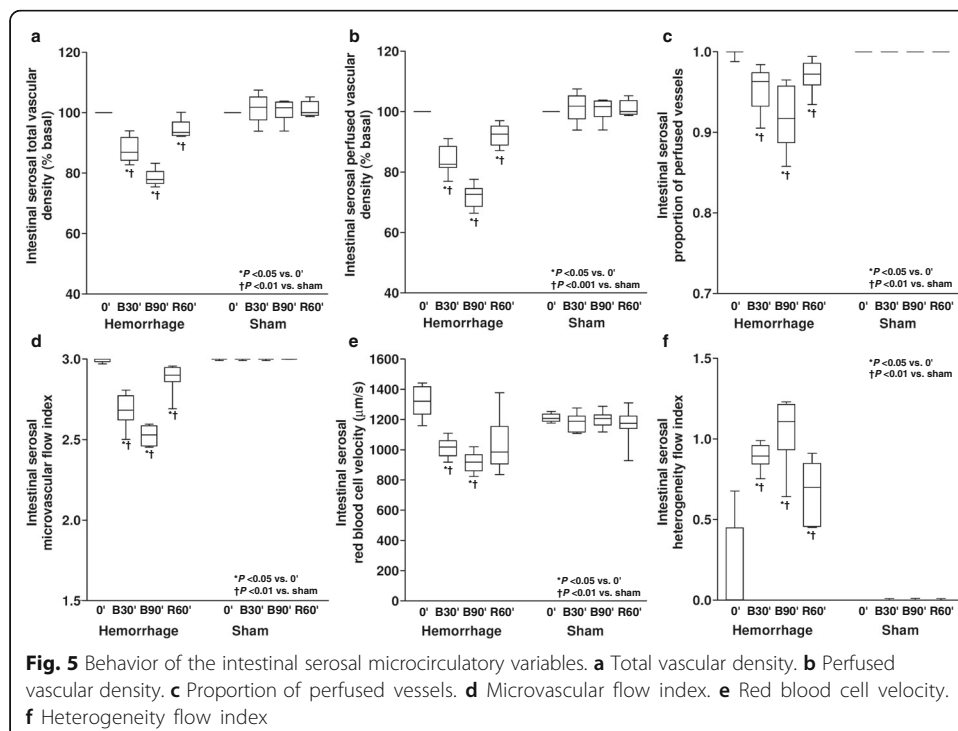 a
Intestinal serosal total vascular
density (% basal)
120
100
80
60
40
*P <0.05 vs. 0'
†P <0.01 vs. sham
*†
*†
*†
0' B30' B90' R60' 0' B30' B90' R60'
Hemorrhage Sham
b
Intestinal serosal perfused vascular
density (% basal)
120
100
80
60
40
*P <0.05 vs. 0'
†P <0.001 vs. sham
*†
*†
*†
0' B30' B90' R60' 0' B30' B90' R60'
Hemorrhage Sham
c
Intestinal serosal
proportion of perfused vessels
1.0
0.9
0.8
0.7
*†
*†
*†
*P <0.05 vs. 0'
†P <0.01 vs. sham
0' B30' B90' R60' 0' B30' B90' R60'
Hemorrhage Sham
d
Intestinal serosal
microvascular flow index
3.0
2.5
2.0
1.5
*†
*†
*†
*P <0.05 vs. 0'
†P <0.01 vs. sham
0' B30' B90' R60' 0' B30' B90' R60'
Hemorrhage Sham
e
Intestinal serosal
red blood cell velocity (µm/s)
1600
1400
1200
1000
800
600
400
200
0
*†
*†
*P <0.05 vs. 0'
†P <0.01 vs. sham
0' B30' B90' R60' 0' B30' B90' R60'
Hemorrhage Sham
f
Intestinal serosal
heterogeneity flow index
1.5
1.0
0.5
0.0
*P <0.05 vs. 0'
†P <0.01 vs. sham
*†
*†
*†
0' B30' B90' R60' 0' B30' B90' R60'
Hemorrhage Sham
Fig. 5 Behavior of the intestinal serosal microcirculatory variables. a Total vascular density. b Perfused
vascular density. c Proportion of perfused vessels. d Microvascular flow index. e Red blood cell velocity.
f Heterogeneity flow index